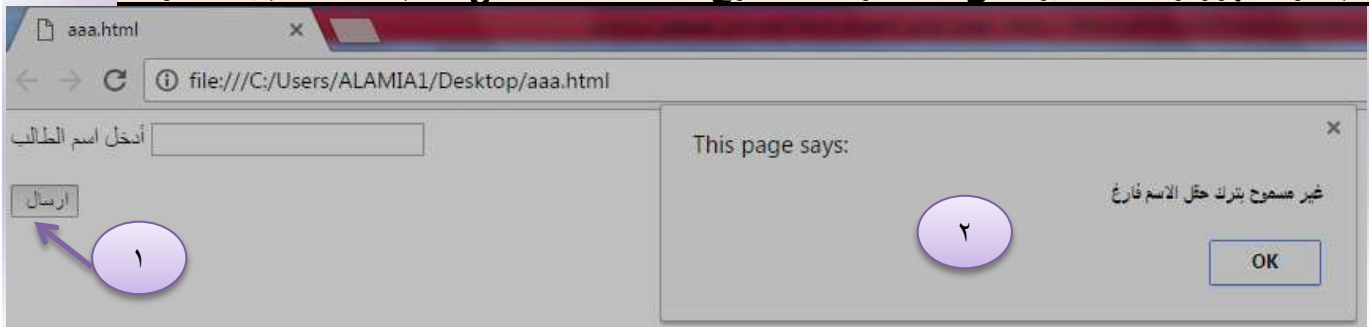 aaa.html
file:///C:/Users/ALAMIA1/Desktop/aaa.html
أدخل اسم الطالب
ارسال
١
This page says:
غير مسموح بترك حقل الاسم فارغ
٢
OK